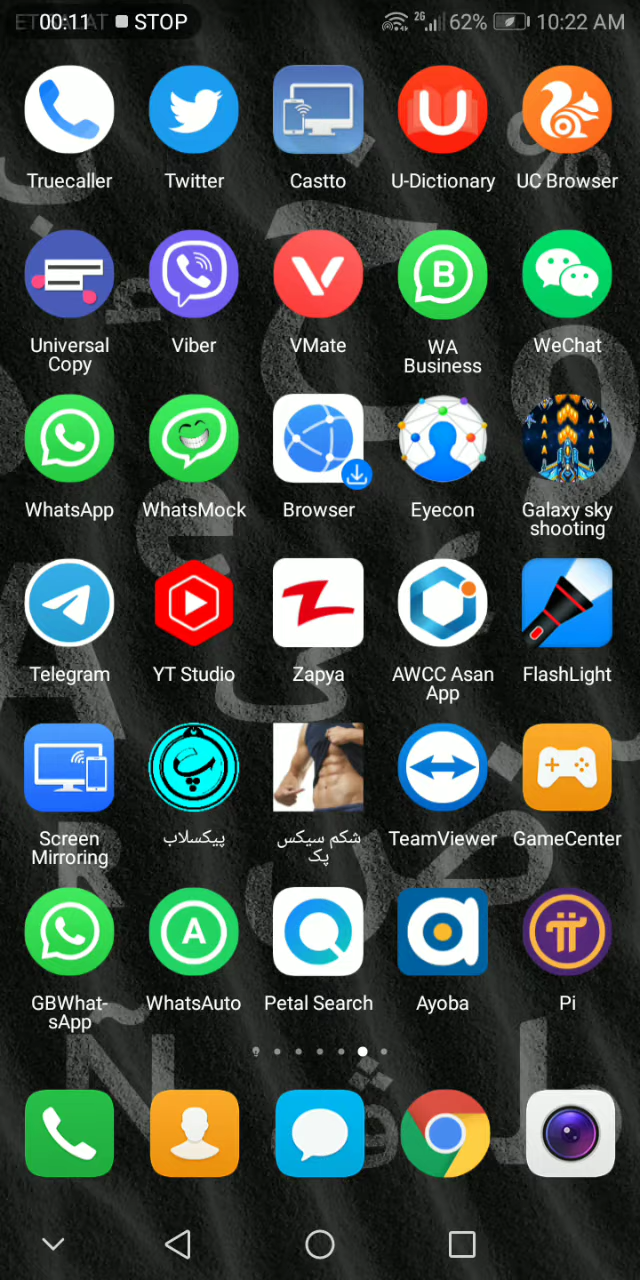 00:11 STOP 2G 62% 10:22 AM
Truecaller Twitter Castto U-Dictionary UC Browser
Universal Copy Viber VMate WA Business WeChat
WhatsApp WhatsMock Browser Eyecon Galaxy sky shooting
Telegram YT Studio Zapya AWCC Asan App FlashLight
Screen Mirroring پیکسلاب شکم سیکس پک TeamViewer GameCenter
GBWhat-sApp WhatsAuto Petal Search Ayoba Pi